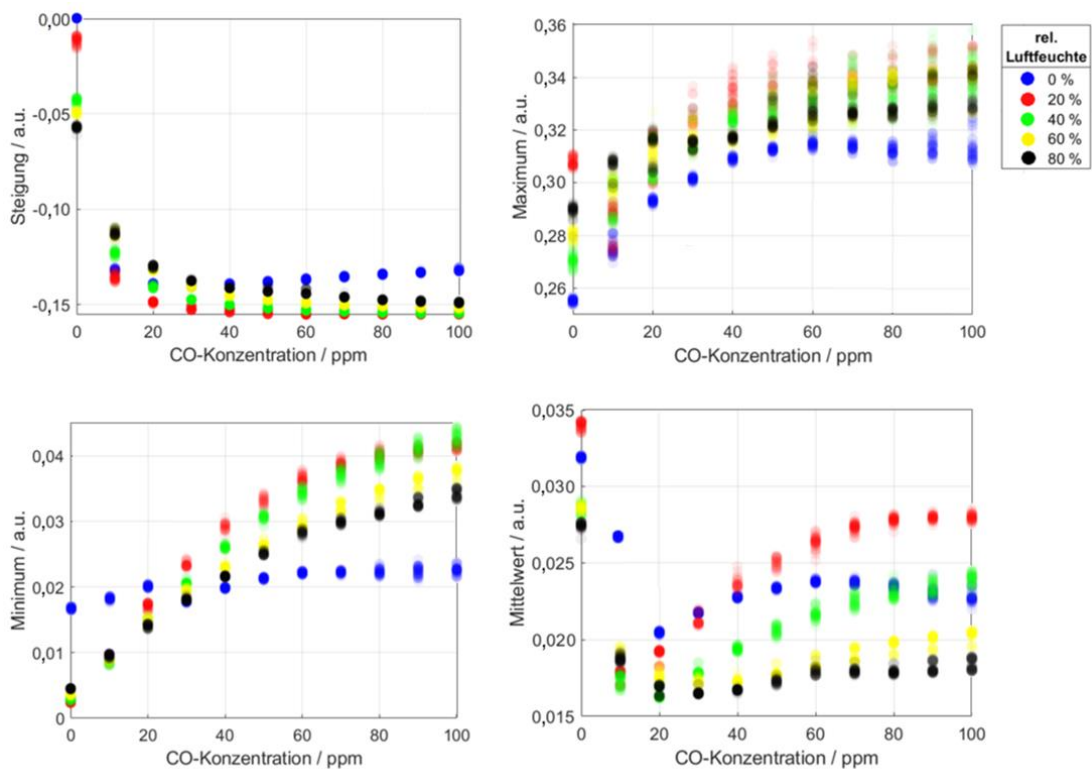 0,00
-0,05
-0,10
-0,15
Steigung / a.u.
0 20 40 60 80 100
CO-Konzentration / ppm
0,36
0,34
0,32
0,30
0,28
0,26
Maximum / a.u.
0 20 40 60 80 100
CO-Konzentration / ppm
rel.
Luftfeuchte
0 %
20 %
40 %
60 %
80 %
0,04
0,03
0,02
0,01
0
Minimum / a.u.
0 20 40 60 80 100
CO-Konzentration / ppm
0,035
0,030
0,025
0,020
0,015
Mittelwert / a.u.
0 20 40 60 80 100
CO-Konzentration / ppm